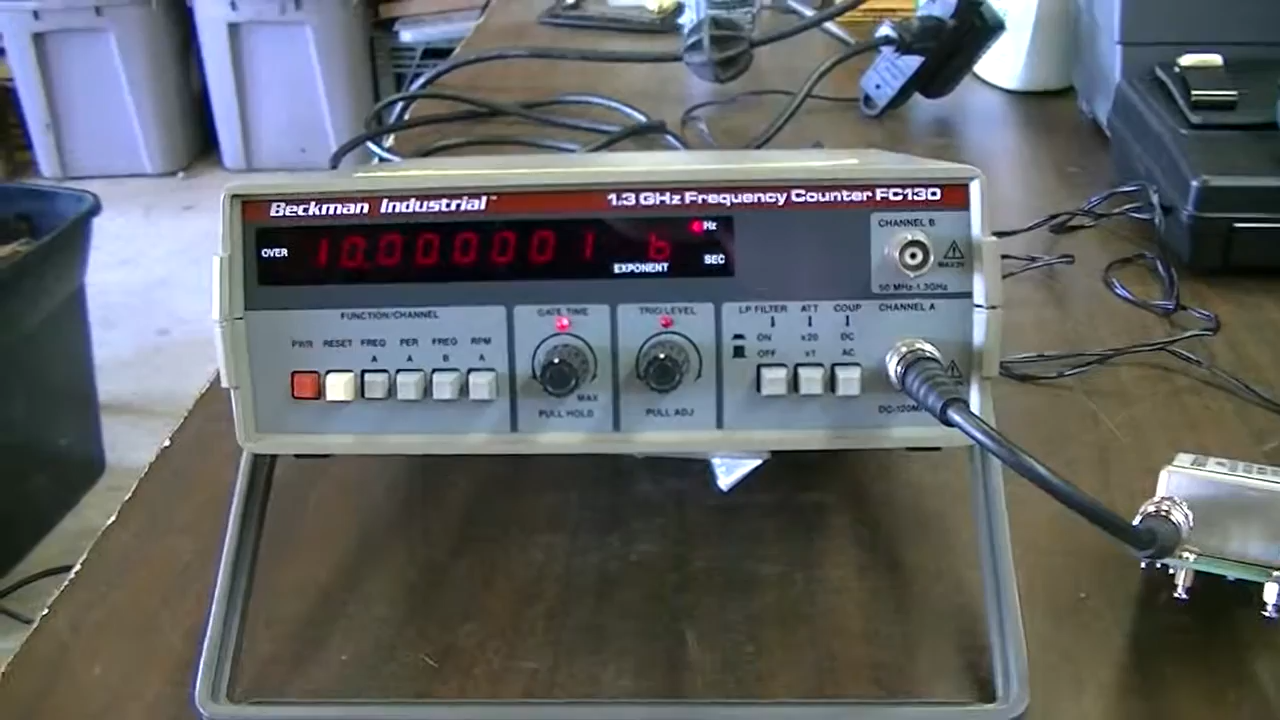 Beckman Industrial™ 1.3 GHz Frequency Counter FC130
OVER 10.000001 6 Hz
EXPONENT SEC
CHANNEL B
MAX 3V
50 MHz-1.3GHz
FUNCTION/CHANNEL
PWR RESET FREQ A PER A FREQ B RPM A
GATE TIME
MAX
PULL HOLD
TRIG/LEVEL
PULL ADJ
LP FILTER ATT COUP
ON x20 DC
OFF x1 AC
CHANNEL A